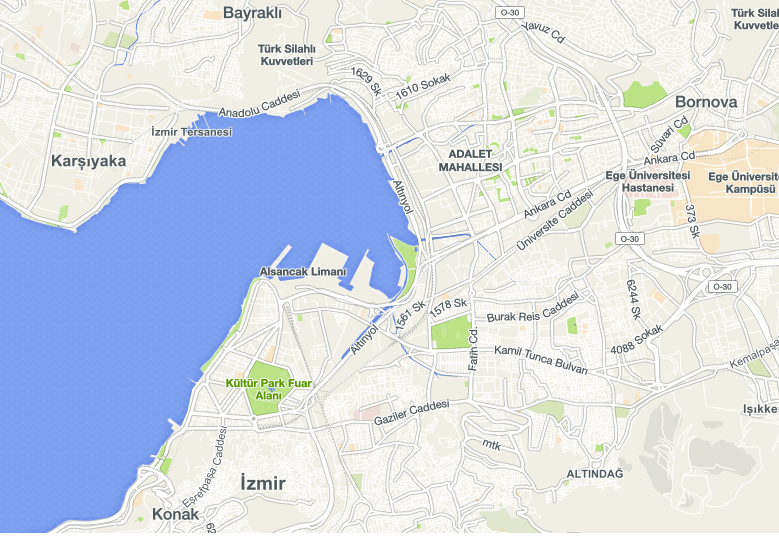 Bayraklı
O-30
Yavuz Cd
Türk Silahlı
Kuvvetle
Türk Silahlı
Kuvvetleri
1629 Sk
1610 Sokak
Anadolu Caddesi
Bornova
İzmir Tersanesi
Süvari Cd
Karşıyaka
ADALET
MAHALLESI
Ankara Cd
Ege Üniversitesi
Hastanesi
Ege Üniversite
Kampüsü
Altınyol
Ankara Cd
Üniversite Caddesi
373 Sk
O-30
Alsancak Limanı
O-30
6244 Sk
1561 Sk
1578 Sk
Burak Reis Caddesi
Altınyol
Fatih Cd.
4088 Sokak
Kamil Tunca Bulvarı
Kemalpaşa
Kültür Park Fuar
Alanı
Gaziler Caddesi
Işıkke
mtk
Eşrefpaşa Caddesi
ALTINDAĞ
İzmir
Konak